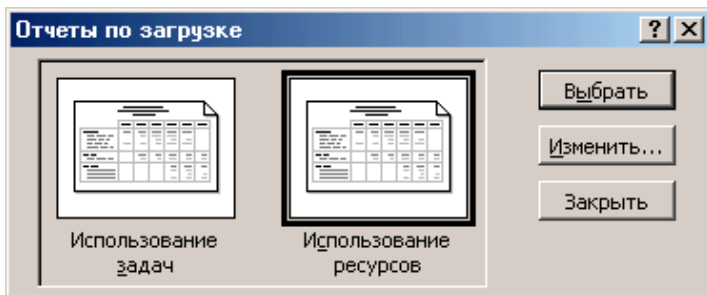 Отчеты по загрузке
Выбрать
Изменить...
Закрыть
Использование
задач
Использование
ресурсов